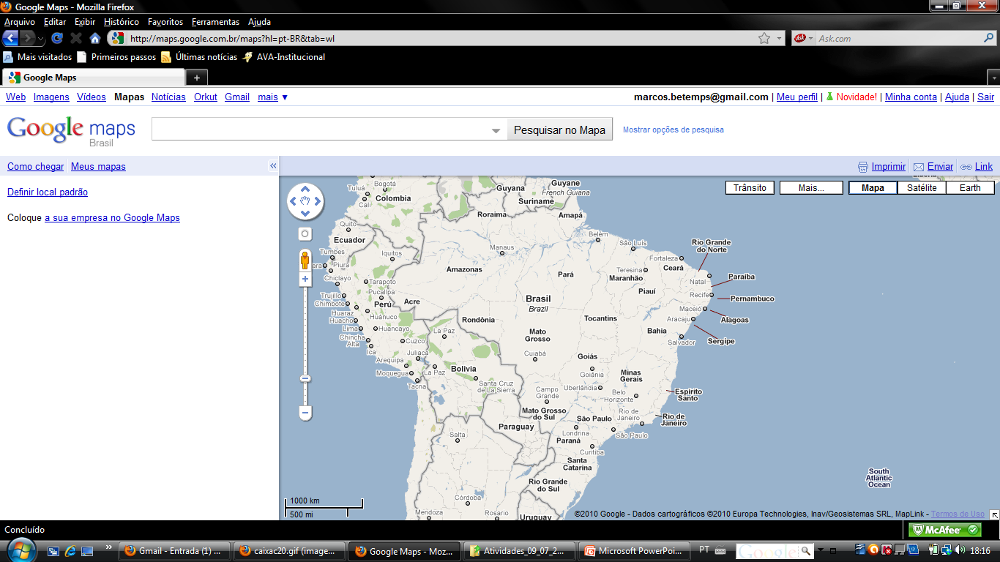 Google Maps - Mozilla Firefox
Arquivo Editar Exibir Histórico Favoritos Ferramentas Ajuda
http://maps.google.com.br/maps?hl=pt-BR&tab=wl
Ask Ask.com
Mais visitados Primeiros passos Últimas notícias AVA-Institucional
Google Maps
Web Imagens Vídeos Mapas Notícias Orkut Gmail mais ▼
marcos.betemps@gmail.com | Meu perfil | Novidade! | Minha conta | Ajuda | Sair
Google maps
Brasil
Pesquisar no Mapa
Mostrar opções de pesquisa
Como chegar Meus mapas «
Imprimir Enviar Link
Definir local padrão
Coloque a sua empresa no Google Maps
Trânsito Mais... Mapa Satélite Earth
Bogotá
Tuluá
Colombia
Cali
Guyana
Guyane
French Guiana
Suriname
Roraima
Amapá
Quito
Ecuador
Belém
São Luís
Rio Grande
do Norte
Manaus
Tumbes
Iquitos
Piura
Fortaleza
Teresina
Ceará
Amazonas
Pará
Maranhão
Natal
Paraíba
Chiclayo
Tarapoto
Piauí
Pucalpa
Trujillo
Recife
Pernambuco
Chimbote
Perú
Acre
Brasil
Brazil
Maceió
Huaraz
Huánuco
Alagoas
Huacho
Rondônia
Tocantins
Aracaju
Lima
Huancayo
La Paz
Mato
Grosso
Bahia
Sergipe
Chincha
Alta
Cuzco
Salvador
Ica
Juliaca
Cuiabá
Goiás
Arequipa
Moquegua
La Paz
Bolivia
Goiânia
Minas
Gerais
Tacna
Santa Cruz
de La Sierra
Uberlândia
Campo
Grande
Belo
Horizonte
Espírito
Santo
Mato Grosso
do Sul
São Paulo
Rio de
Janeiro
Rio de
Janeiro
Paraguay
Londrina
São Paulo
Salta
Paraná
Curitiba
Santa
Catarina
Rio Grande
do Sul
South
Atlantic
Ocean
Córdoba
Mendoza
Rosario
Uruguay
1000 km
500 mi
©2010 Google - Dados cartográficos ©2010 Europa Technologies, Inav/Geosistemas SRL, MapLink - Termos de Uso
Concluído
McAfee
» Gmail - Entrada (1) ... caixac20.gif (image... Google Maps - Moz... Atividades_09_07_2... Microsoft PowerPoi... PT Google 18:16